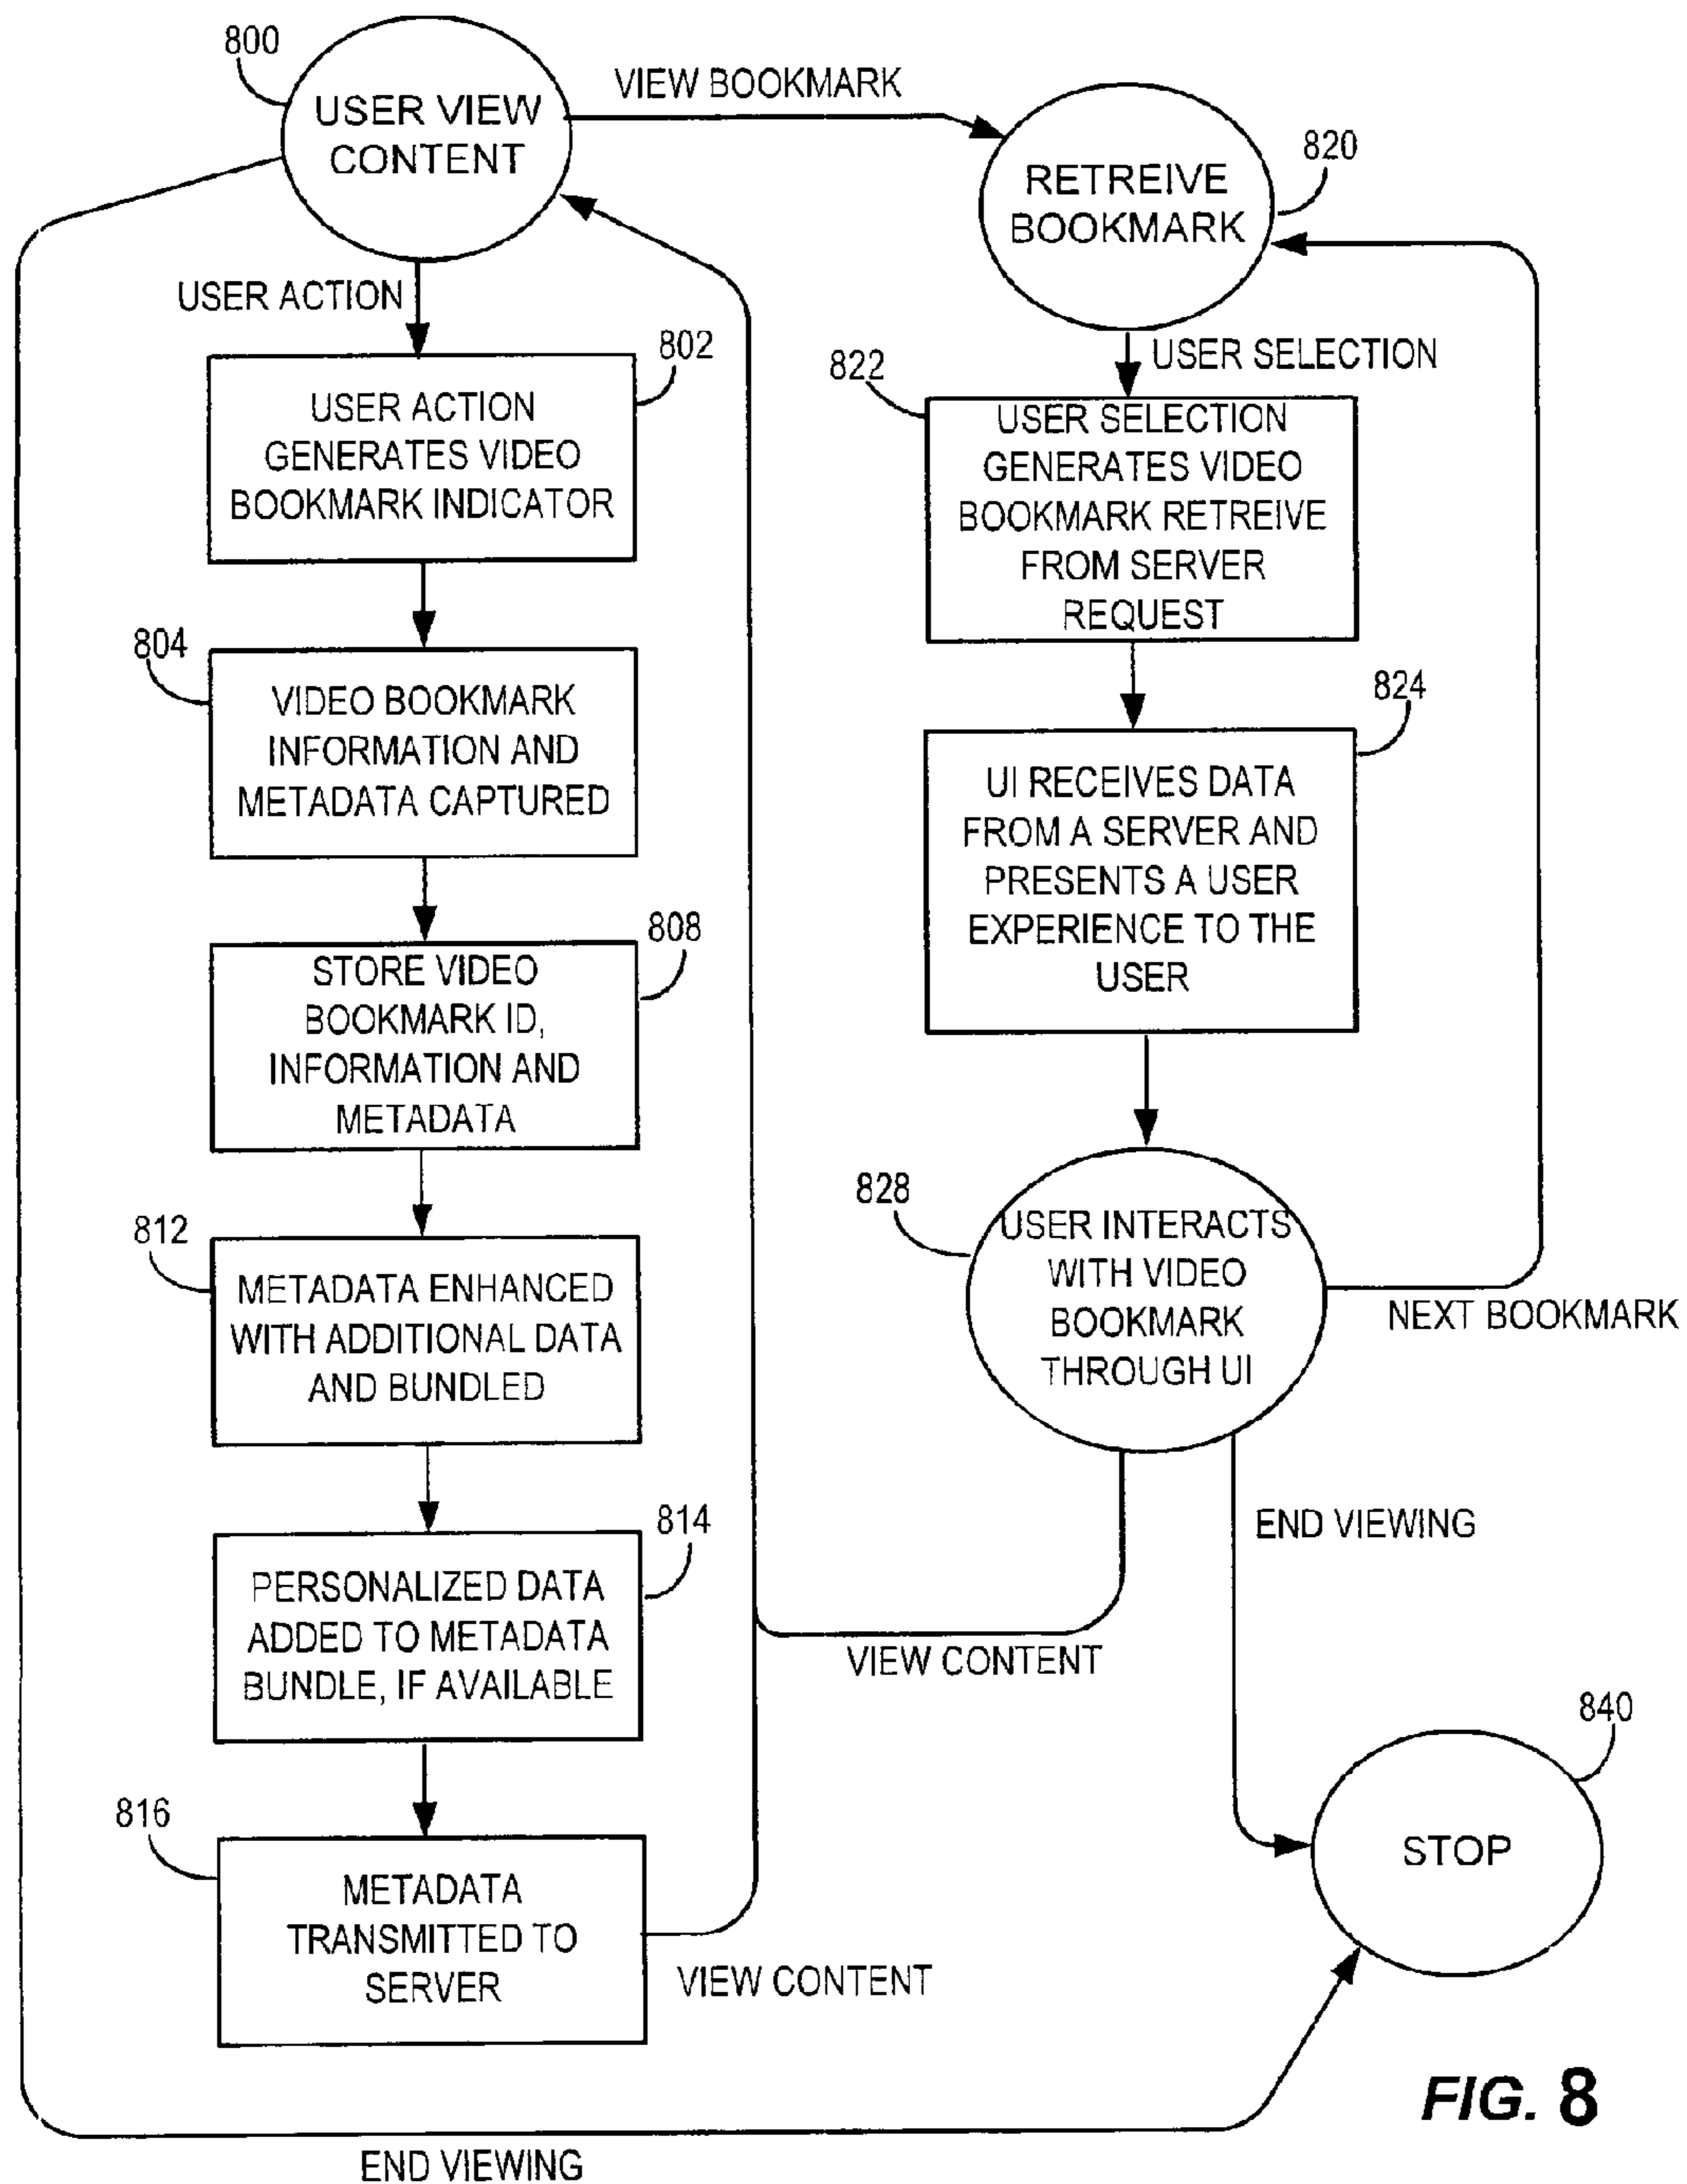 800
USER VIEW
CONTENT
VIEW BOOKMARK
RETREIVE
BOOKMARK
820
USER ACTION
802
USER ACTION
GENERATES VIDEO
BOOKMARK INDICATOR
804
VIDEO BOOKMARK
INFORMATION AND
METADATA CAPTURED
808
STORE VIDEO
BOOKMARK ID,
INFORMATION AND
METADATA
812
METADATA ENHANCED
WITH ADDITIONAL DATA
AND BUNDLED
814
PERSONALIZED DATA
ADDED TO METADATA
BUNDLE, IF AVAILABLE
816
METADATA
TRANSMITTED TO
SERVER
VIEW CONTENT
USER SELECTION
822
USER SELECTION
GENERATES VIDEO
BOOKMARK RETREIVE
FROM SERVER
REQUEST
824
UI RECEIVES DATA
FROM A SERVER AND
PRESENTS A USER
EXPERIENCE TO THE
USER
828
USER INTERACTS
WITH VIDEO
BOOKMARK
THROUGH UI
NEXT BOOKMARK
END VIEWING
VIEW CONTENT
840
STOP
END VIEWING
FIG. 8